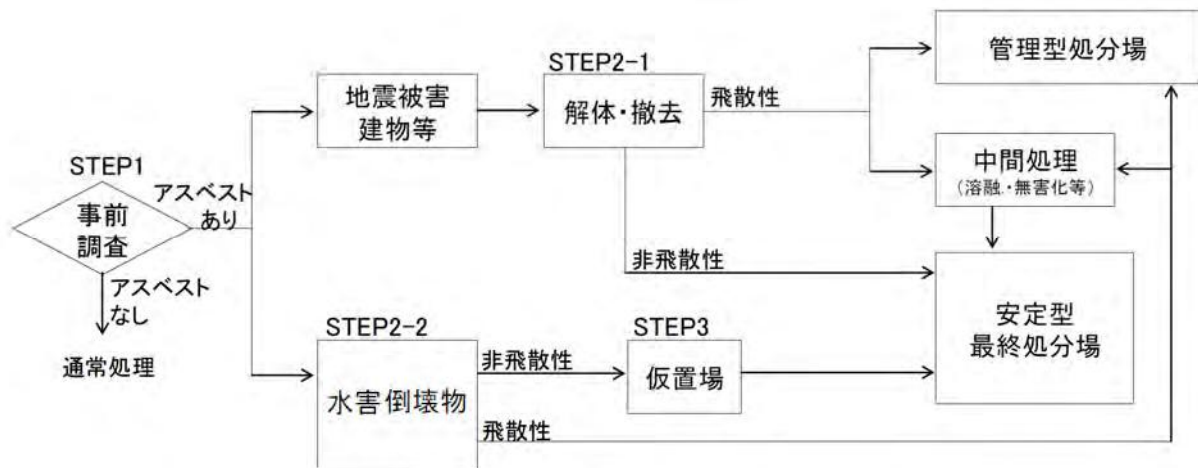 STEP1
事前
調査
アスベスト
あり
アスベスト
なし
通常処理
地震被害
建物等
STEP2-1
解体・撤去
飛散性
非飛散性
管理型処分場
中間処理
(溶融・無害化等)
STEP2-2
水害倒壊物
非飛散性
飛散性
STEP3
仮置場
安定型
最終処分場